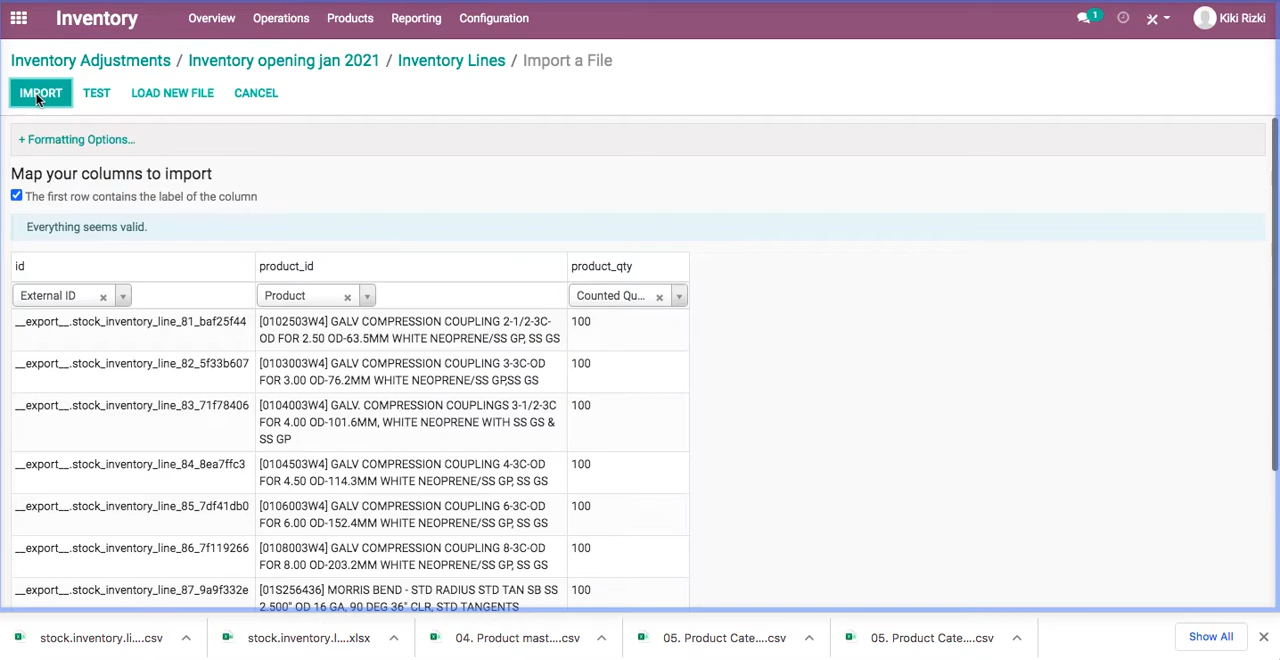 Inventory Overview Operations Products Reporting Configuration 1 Kiki Rizki
Inventory Adjustments / Inventory opening jan 2021 / Inventory Lines / Import a File
IMPORT TEST LOAD NEW FILE CANCEL
+ Formatting Options...
Map your columns to import
The first row contains the label of the column
Everything seems valid.
id product_id product_qty
External ID Product Counted Qu...
__export__.stock_inventory_line_81_baf25f44 [0102503W4] GALV COMPRESSION COUPLING 2-1/2-3C- 100
OD FOR 2.50 OD-63.5MM WHITE NEOPRENE/SS GP, SS GS
__export__.stock_inventory_line_82_5f33b607 [0103003W4] GALV COMPRESSION COUPLING 3-3C-OD 100
FOR 3.00 OD-76.2MM WHITE NEOPRENE/SS GP,SS GS
__export__.stock_inventory_line_83_71f78406 [0104003W4] GALV. COMPRESSION COUPLINGS 3-1/2-3C 100
FOR 4.00 OD-101.6MM, WHITE NEOPRENE WITH SS GS &
SS GP
__export__.stock_inventory_line_84_8ea7ffc3 [0104503W4] GALV COMPRESSION COUPLING 4-3C-OD 100
FOR 4.50 OD-114.3MM WHITE NEOPRENE/SS GP, SS GS
__export__.stock_inventory_line_85_7df41db0 [0106003W4] GALV COMPRESSION COUPLING 6-3C-OD 100
FOR 6.00 OD-152.4MM WHITE NEOPRENE/SS GP, SS GS
__export__.stock_inventory_line_86_7f119266 [0108003W4] GALV COMPRESSION COUPLING 8-3C-OD 100
FOR 8.00 OD-203.2MM WHITE NEOPRENE/SS GP, SS GS
__export__.stock_inventory_line_87_9a9f332e [01S256436] MORRIS BEND - STD RADIUS STD TAN SB SS 100
2.500" OD 16 GA, 90 DEG 36" CLR, STD TANGENTS
stock.inventory.li....csv stock.inventory.l....xlsx 04. Product mast....csv 05. Product Cate....csv 05. Product Cate....csv Show All